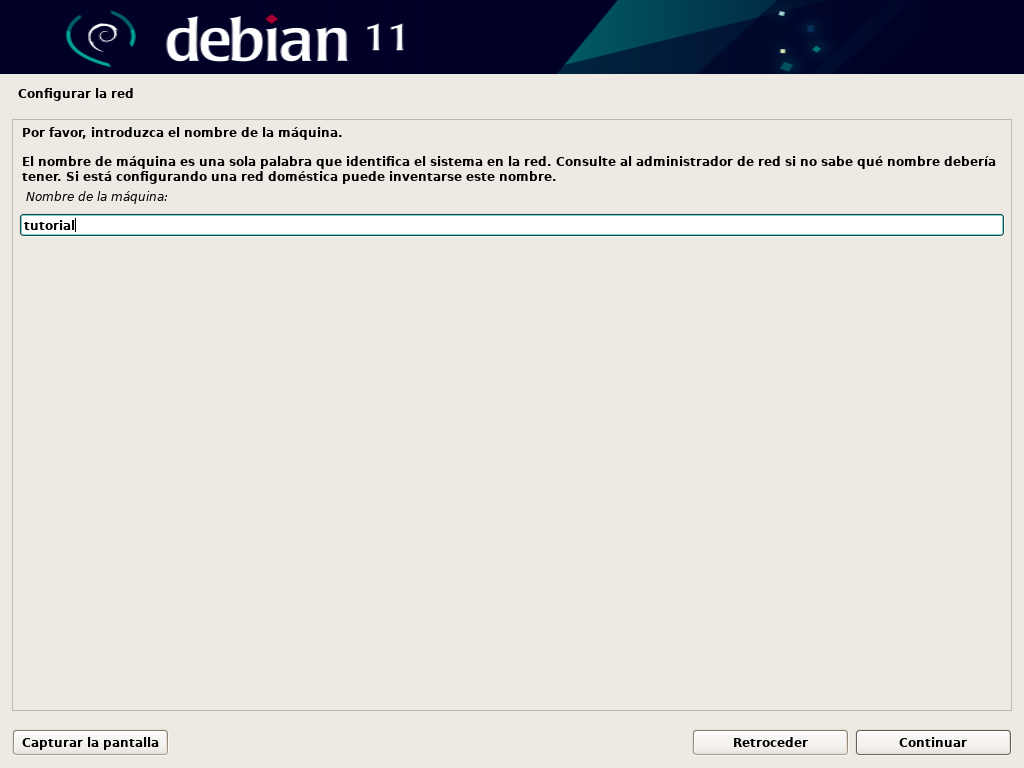 debian 11
Configurar la red
Por favor, introduzca el nombre de la máquina.
El nombre de máquina es una sola palabra que identifica el sistema en la red. Consulte al administrador de red si no sabe qué nombre debería
tener. Si está configurando una red doméstica puede inventarse este nombre.
Nombre de la máquina:
tutorial
Capturar la pantalla
Retroceder
Continuar